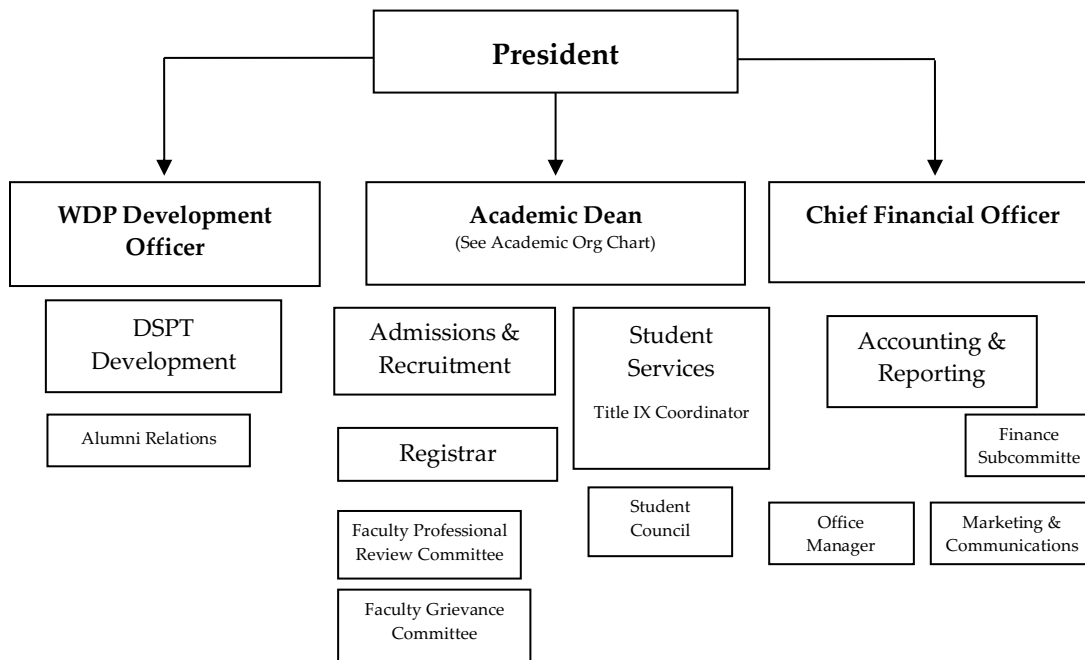 President
WDP Development
Officer
Academic Dean
(See Academic Org Chart)
Chief Financial Officer
DSPT
Development
Alumni Relations
Admissions &
Recruitment
Registrar
Faculty Professional
Review Committee
Faculty Grievance
Committee
Student
Services
Title IX Coordinator
Student
Council
Accounting &
Reporting
Finance
Subcommitte
Office
Manager
Marketing &
Communications